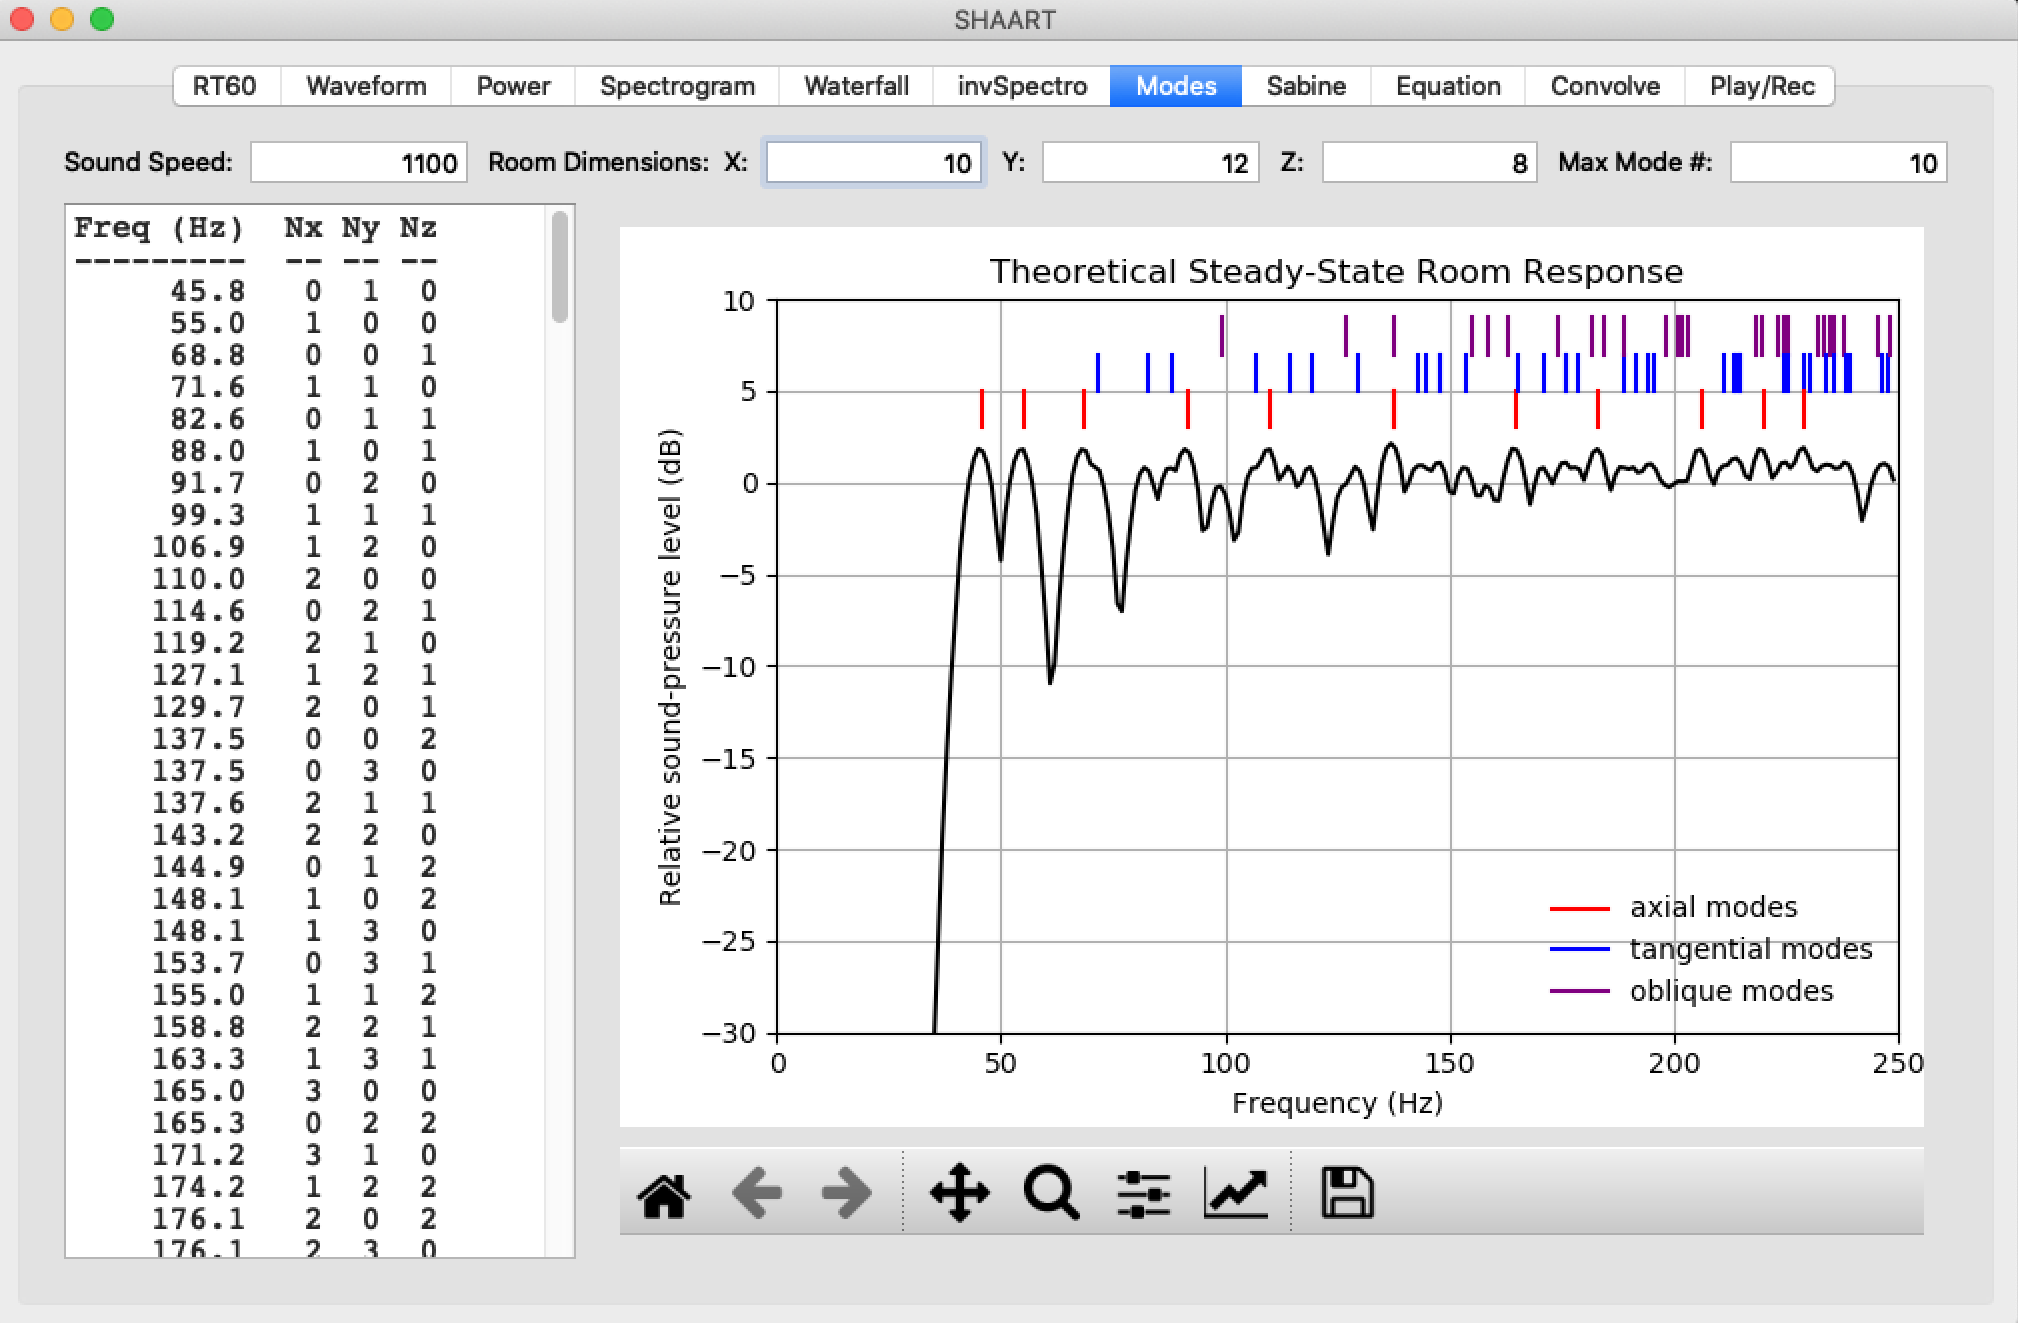 SHAART
RT60 Waveform Power Spectrogram Waterfall invSpectro Modes Sabine Equation Convolve Play/Rec
Sound Speed: 1100 Room Dimensions: X: 10 Y: 12 Z: 8 Max Mode #: 10
Freq (Hz) Nx Ny Nz
--------- -- -- --
45.8 0 1 0
55.0 1 0 0
68.8 0 0 1
71.6 1 1 0
82.6 0 1 1
88.0 1 0 1
91.7 0 2 0
99.3 1 1 1
106.9 1 2 0
110.0 2 0 0
114.6 0 2 1
119.2 2 1 0
127.1 1 2 1
129.7 2 0 1
137.5 0 0 2
137.5 0 3 0
137.6 2 1 1
143.2 2 2 0
144.9 0 1 2
148.1 1 0 2
148.1 1 3 0
153.7 0 3 1
155.0 1 1 2
158.8 2 2 1
163.3 1 3 1
165.0 3 0 0
165.3 0 2 2
171.2 3 1 0
174.2 1 2 2
176.1 2 0 2
176.1 2 3 0
Theoretical Steady-State Room Response
Relative sound-pressure level (dB)
10
5
0
−5
−10
−15
−20
−25
−30
axial modes
tangential modes
oblique modes
0 50 100 150 200 250
Frequency (Hz)